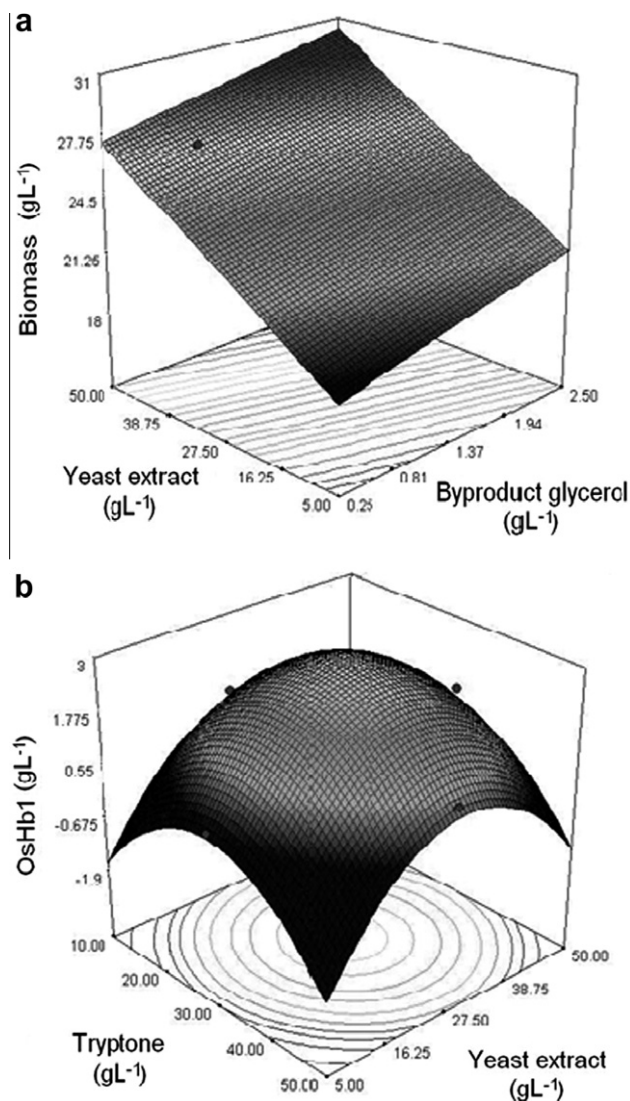 a
31
27.75
24.5
21.25
18
Biomass (gL-1)
50.00
38.75
27.50
16.25
5.00
Yeast extract
(gL-1)
0.25
0.81
1.37
1.94
2.50
Byproduct glycerol
(gL-1)
b
3
1.775
0.55
-0.675
-1.9
OsHb1 (gL-1)
10.00
20.00
30.00
40.00
50.00
Tryptone
(gL-1)
5.00
16.25
27.50
38.75
50.00
Yeast extract
(gL-1)